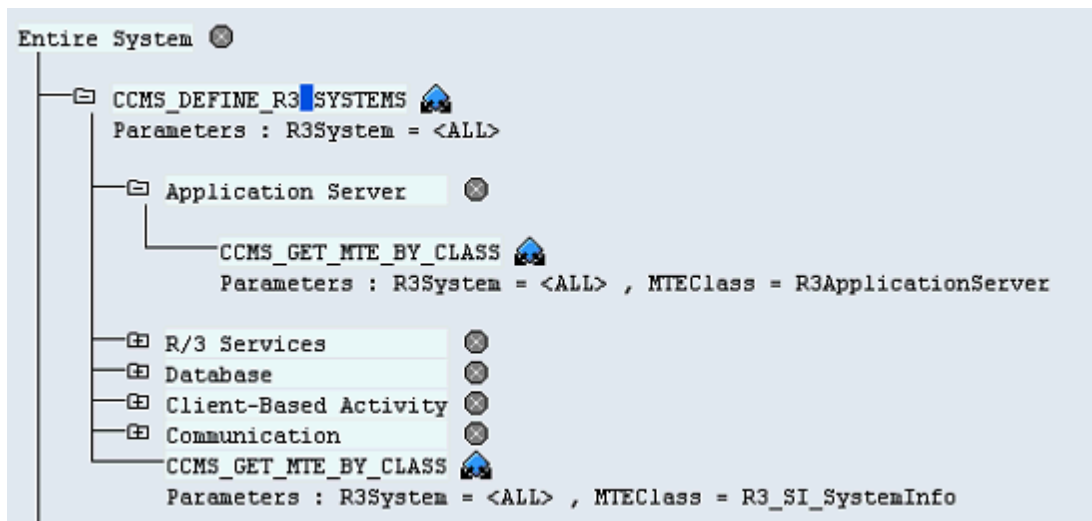 Entire System
CCMS_DEFINE_R3 SYSTEMS
Parameters : R3System = <ALL>
Application Server
CCMS_GET_MTE_BY_CLASS
Parameters : R3System = <ALL> , MTEClass = R3ApplicationServer
R/3 Services
Database
Client-Based Activity
Communication
CCMS_GET_MTE_BY_CLASS
Parameters : R3System = <ALL> , MTEClass = R3_SI_SystemInfo